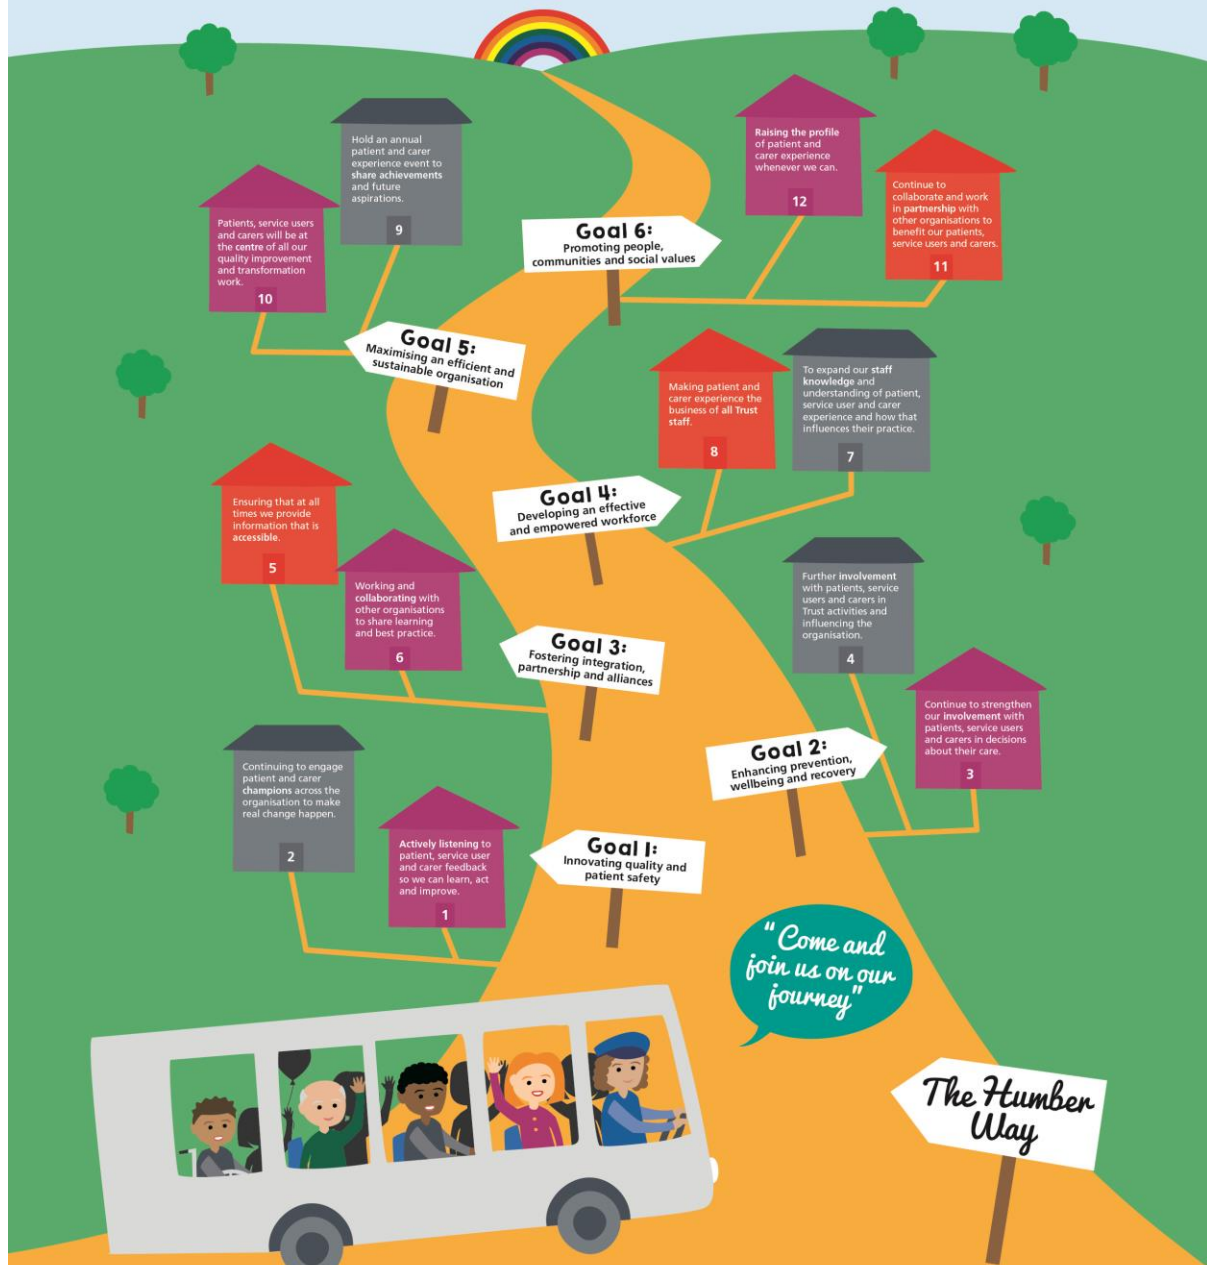 Hold an annual
patient and carer
experience event to
share achievements
and future
aspirations.
9
Patients, service users
and carers will be at
the centre of all our
quality improvement
and transformation
work.
10
Raising the profile
of patient and
carer experience
whenever we can.
12
Continue to
collaborate and work
in partnership with
other organisations to
benefit our patients,
service users and carers.
11
Goal 6:
Promoting people,
communities and social values
Goal 5:
Maximising an efficient and
sustainable organisation
Making patient and
carer experience the
business of all Trust
staff.
8
To expand our staff
knowledge and
understanding of patient,
service user and carer
experience and how that
influences their practice.
7
Goal 4:
Developing an effective
and empowered workforce
Ensuring that at all
times we provide
information that is
accessible.
5
Working and
collaborating with
other organisations
to share learning
and best practice.
6
Goal 3:
Fostering integration,
partnership and alliances
Further involvement
with patients, service
users and carers in
Trust activities and
influencing the
organisation.
4
Continue to strengthen
our involvement with
patients, service users
and carers in decisions
about their care.
3
Goal 2:
Enhancing prevention,
wellbeing and recovery
Continuing to engage
patient and carer
champions across the
organisation to make
real change happen.
2
Actively listening to
patient, service user
and carer feedback
so we can learn, act
and improve.
1
Goal 1:
Innovating quality and
patient safety
"Come and
join us on our
journey"
The Humber
Way